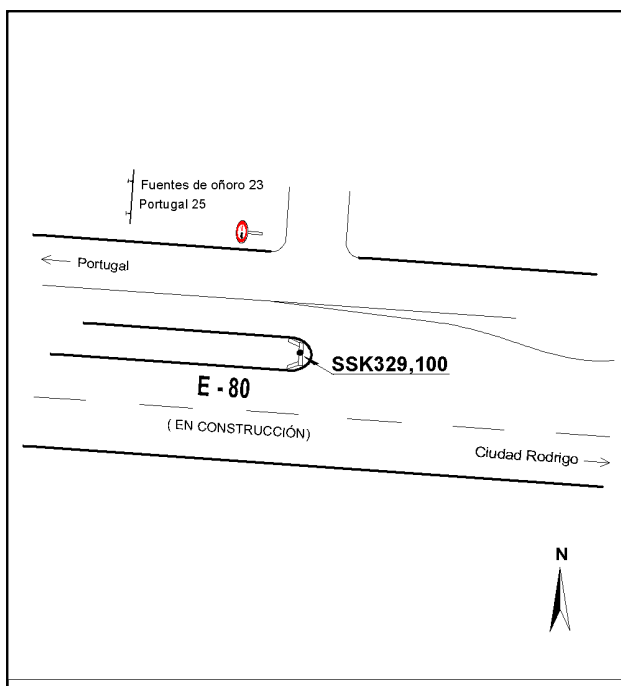 Fuentes de oñoro 23
Portugal 25
Portugal
SSK329,100
E - 80
( EN CONSTRUCCIÓN)
Ciudad Rodrigo
N